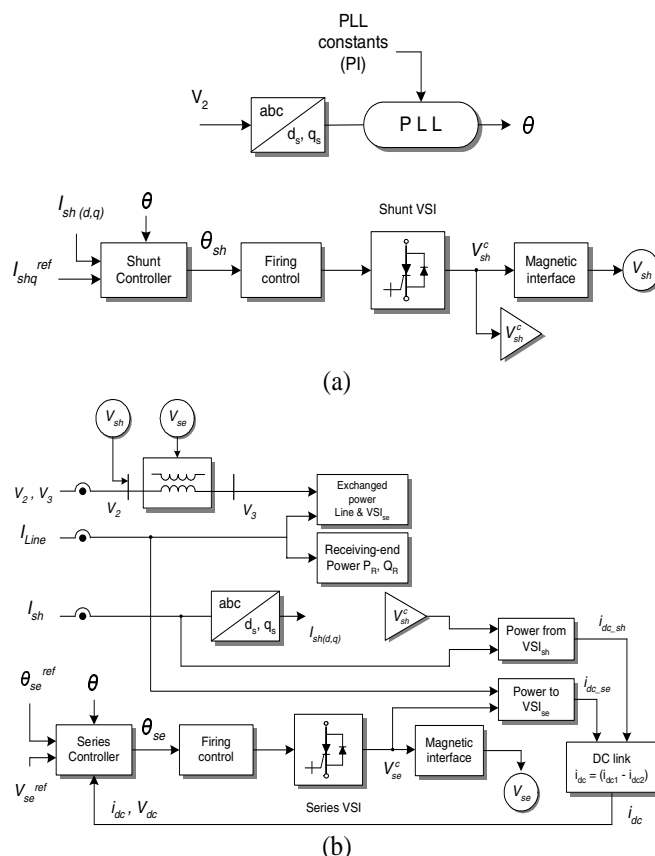 PLL
constants
(PI)
V2
abc
ds, qs
PLL
θ
Ish (d,q)
θ
Ishq^ref
Shunt
Controller
θsh
Firing
control
Shunt VSI
V^c_sh
Magnetic
interface
Vsh
V^c_sh
(a)
Vsh
Vse
V2 , V3
V2
V3
Exchanged
power
Line & VSIse
ILine
Receiving-end
Power PR, QR
Ish
abc
ds, qs
Ish(d,q)
V^c_sh
Power from
VSIsh
idc_sh
θse^ref
θ
Power to
VSIse
idc_se
Series
Controller
θse
Firing
control
Series VSI
V^c_se
Magnetic
interface
Vse
DC link
idc = (idc1 - idc2)
Vse^ref
idc, Vdc
idc
(b)